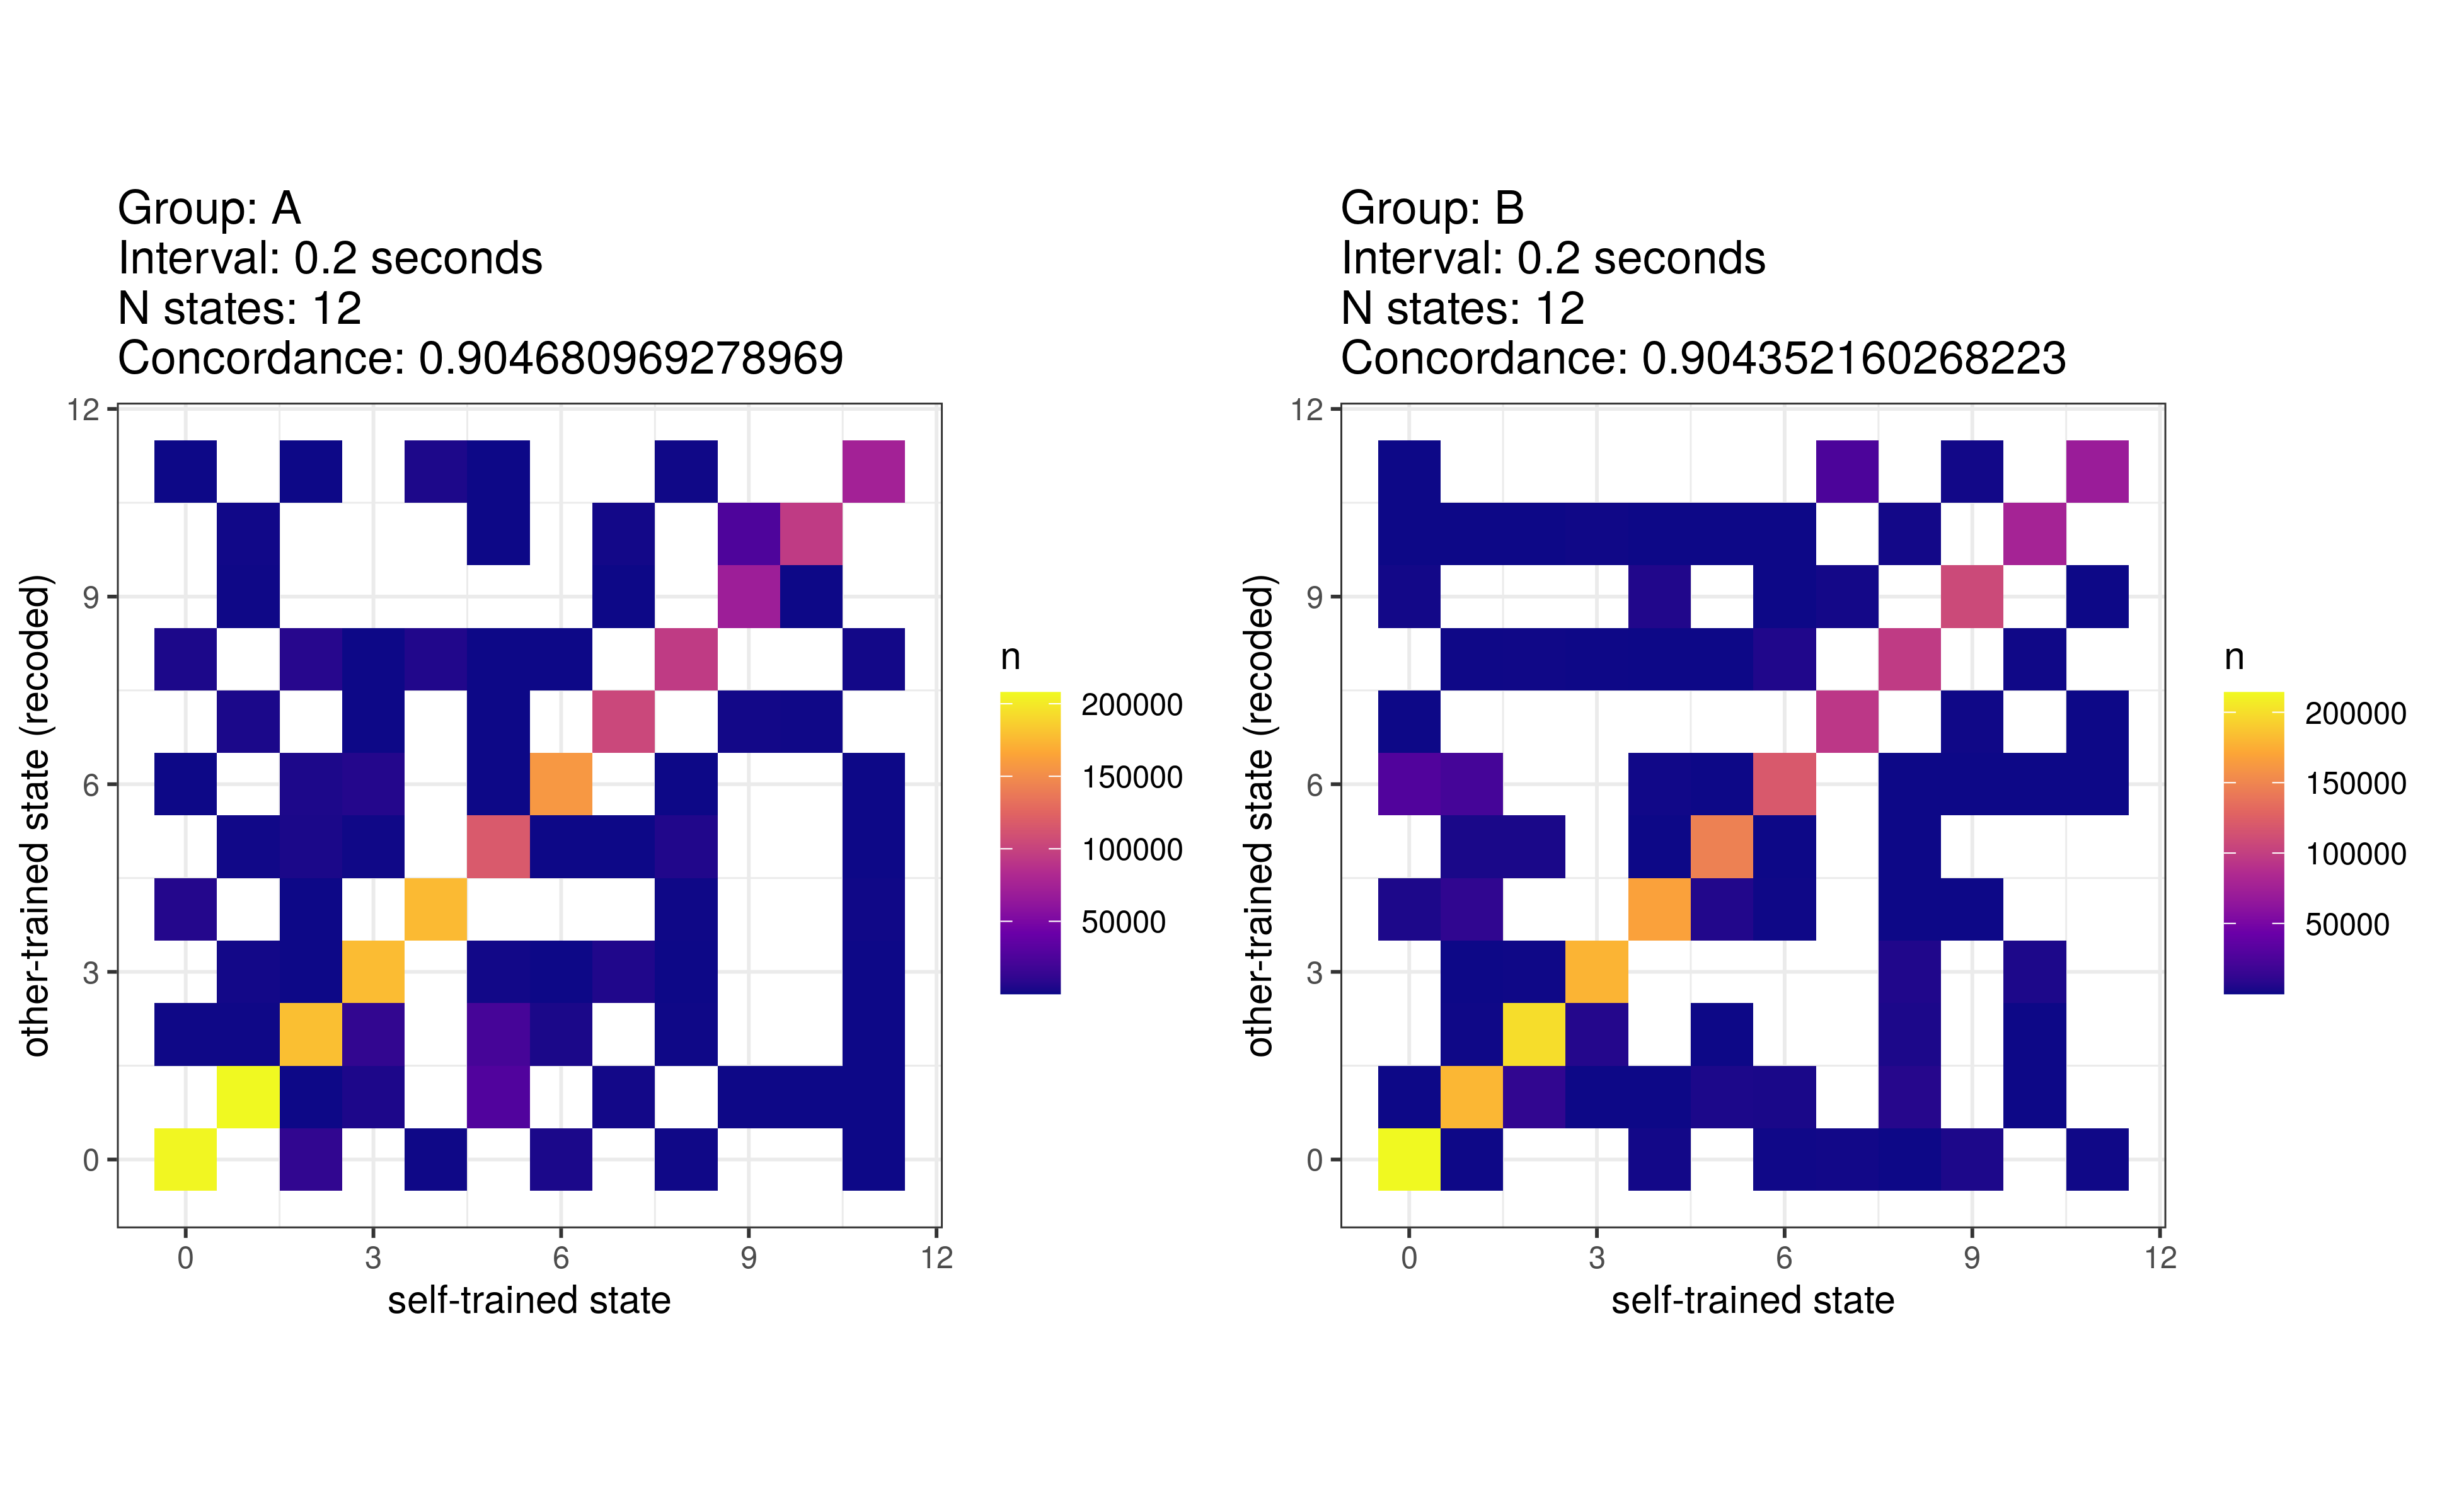 Group: A
Interval: 0.2 seconds
N states: 12
Concordance: 0.904680969278969
12
9
6
3
0
other-trained state (recoded)
0 3 6 9 12
self-trained state
n
200000
150000
100000
50000
Group: B
Interval: 0.2 seconds
N states: 12
Concordance: 0.904352160268223
12
9
6
3
0
other-trained state (recoded)
0 3 6 9 12
self-trained state
n
200000
150000
100000
50000